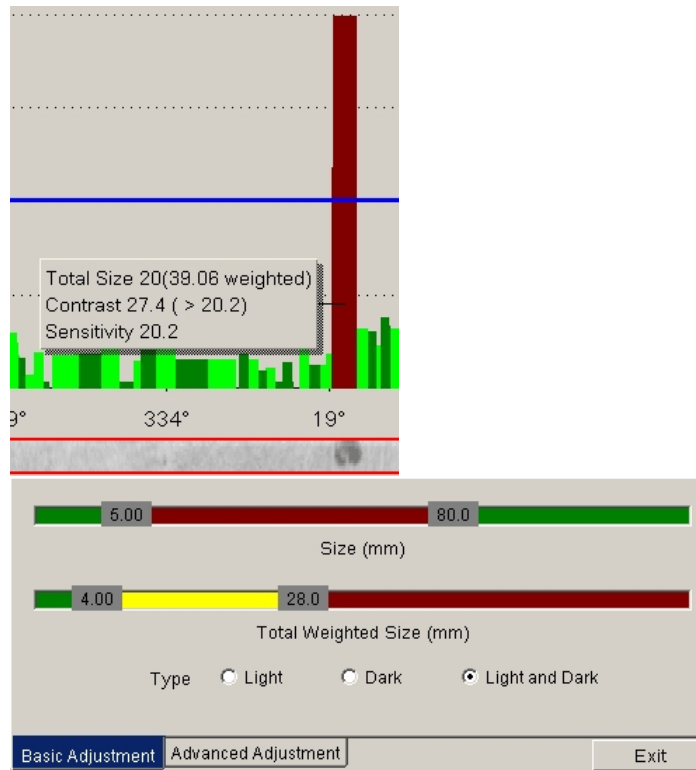 Total Size 20(39.06 weighted)
Contrast 27.4 ( > 20.2)
Sensitivity 20.2
9° 334° 19°
5.00 80.0
Size (mm)
4.00 28.0
Total Weighted Size (mm)
Type Light Dark Light and Dark
Basic Adjustment Advanced Adjustment Exit